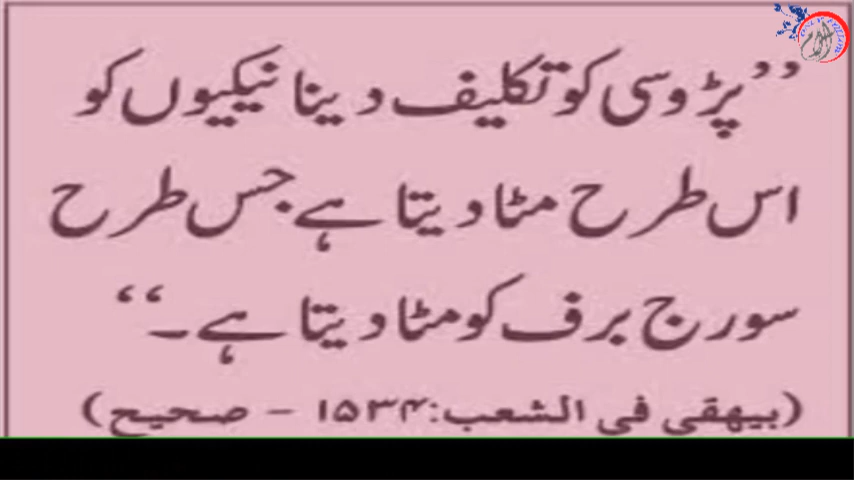 ’’پڑوسی کو تکلیف دینا نیکیوں کو
اس طرح مٹا دیتا ہے جس طرح
سورج برف کو مٹا دیتا ہے۔‘‘
(بیہقی فی الشعب:۱۵۳۴ - صحیح)